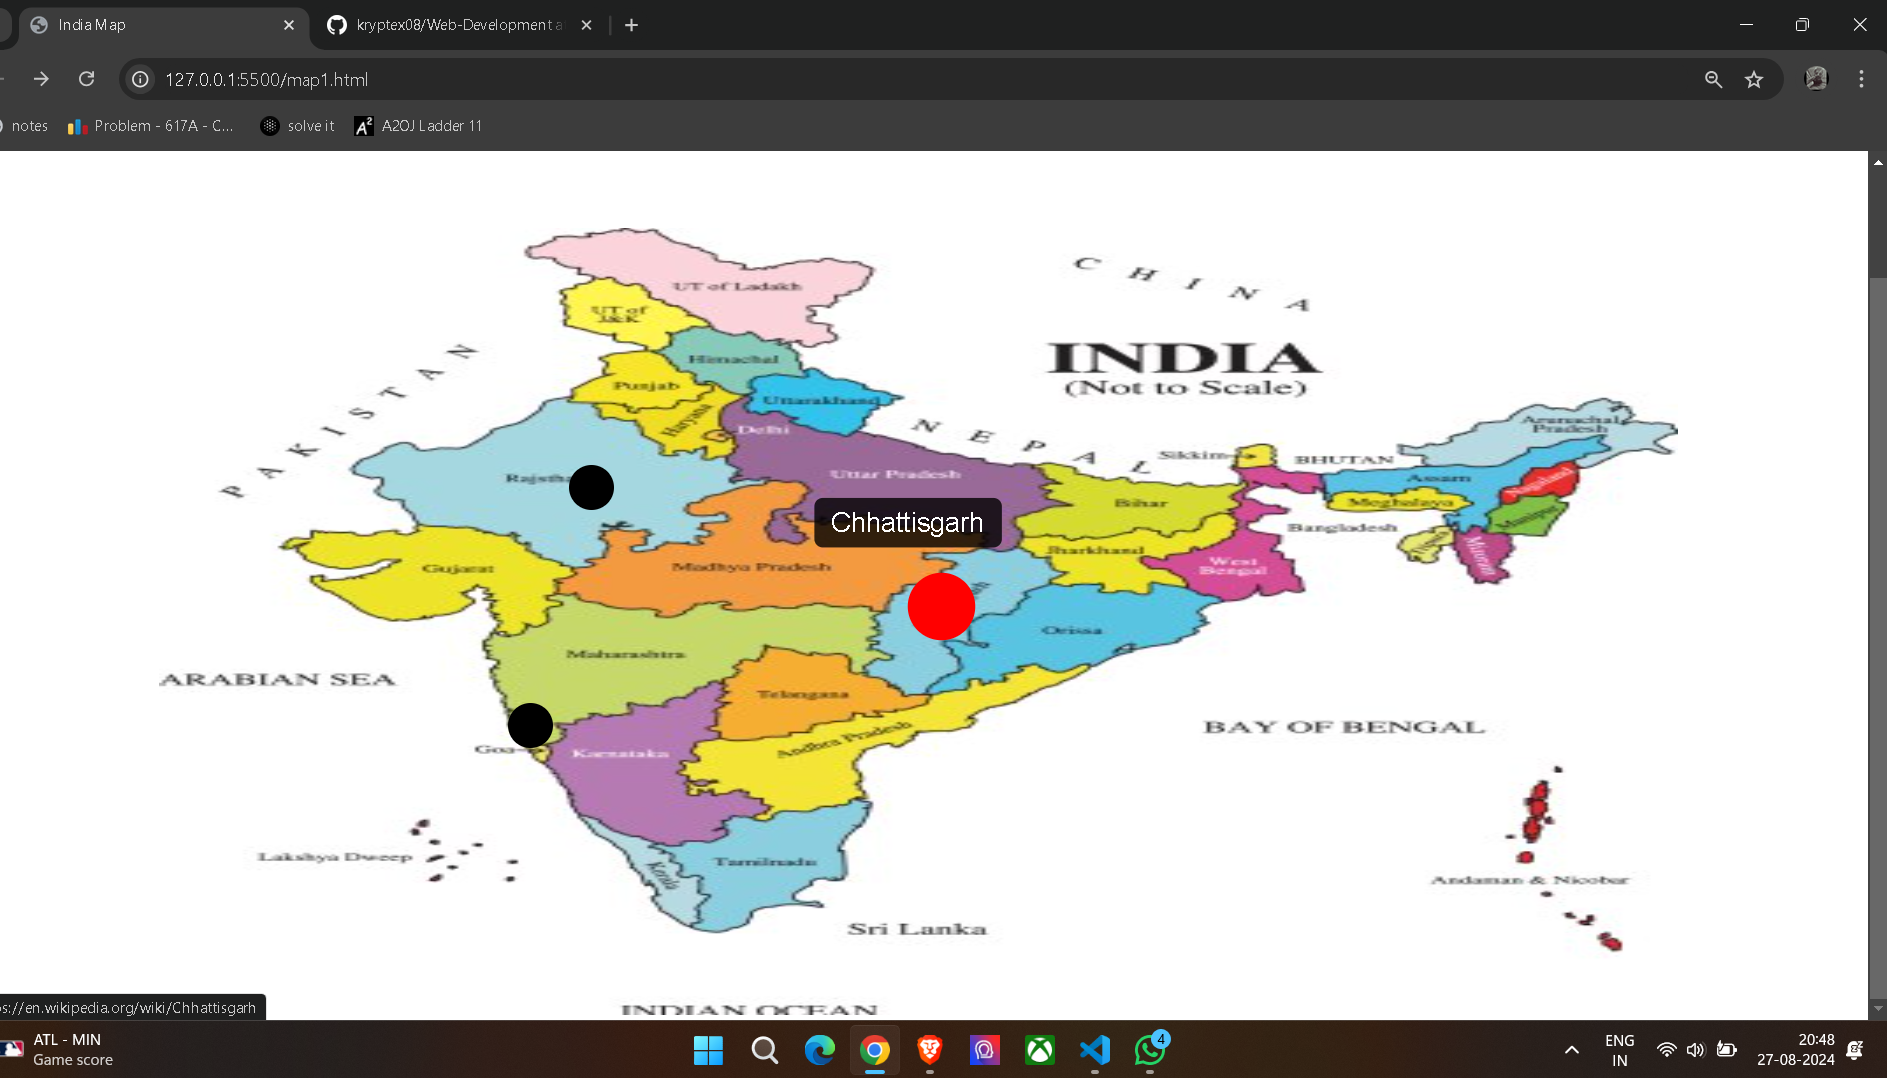 India Map
kryptex08/Web-Development a
127.0.0.1:5500/map1.html
notes
Problem - 617A - C...
solve it
A2OJ Ladder 11
CHINA
UT of Ladakh
UT of
J&K
INDIA
(Not to Scale)
Himachal
PAKISTAN
Punjab
Uttarakhand
Haryana
Delhi
NEPAL
Arunachal
Pradesh
Sikkim
BHUTAN
Uttar Pradesh
Assam
Nagaland
Meghalaya
Manipur
Bihar
Chhattisgarh
Bangladesh
Jharkhand
Mizoram
West
Bengal
Gujarat
Madhya Pradesh
Orissa
Maharashtra
ARABIAN SEA
Telangana
BAY OF BENGAL
Andhra Pradesh
Goa
Karnataka
Lakshya Dweep
Tamilnadu
Kerala
Andaman & Nicobar
Sri Lanka
INDIAN OCEAN
ps://en.wikipedia.org/wiki/Chhattisgarh
ATL - MIN
Game score
4
ENG
IN
20:48
27-08-2024